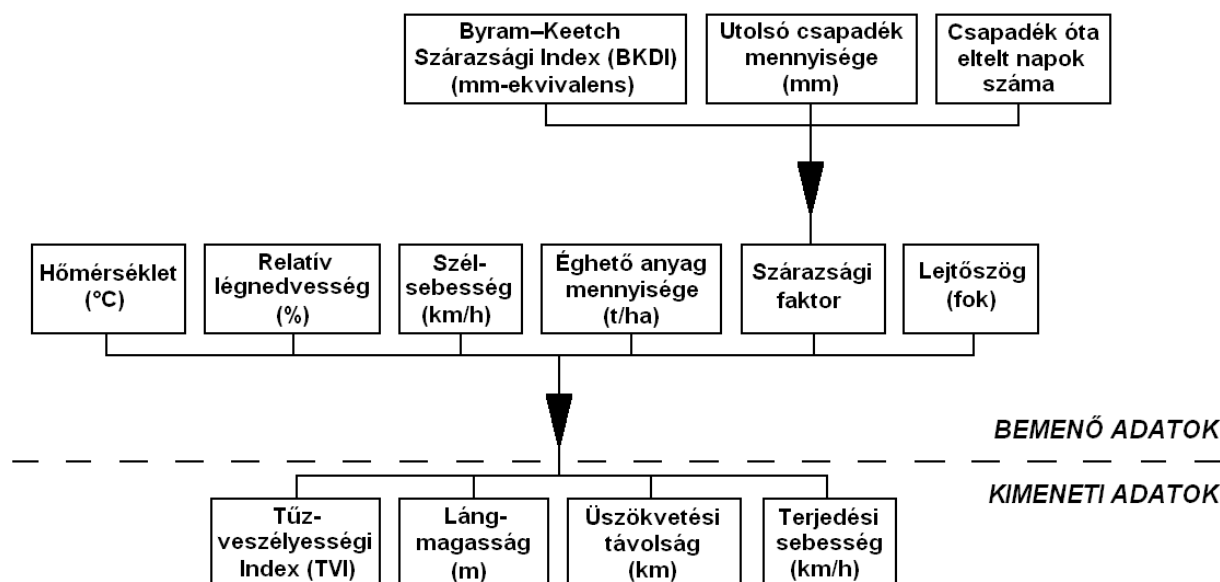 Byram–Keetch
Szárazsági Index (BKDI)
(mm-ekvivalens)
Utolsó csapadék
mennyisége
(mm)
Csapadék óta
eltelt napok
száma
Hőmérséklet
(°C)
Relatív
légnedvesség
(%)
Szél-
sebesség
(km/h)
Éghető anyag
mennyisége
(t/ha)
Szárazsági
faktor
Lejtőszög
(fok)
BEMENŐ ADATOK
KIMENETI ADATOK
Tűz-
veszélyességi
Index (TVI)
Láng-
magasság
(m)
Üszökvetési
távolság
(km)
Terjedési
sebesség
(km/h)